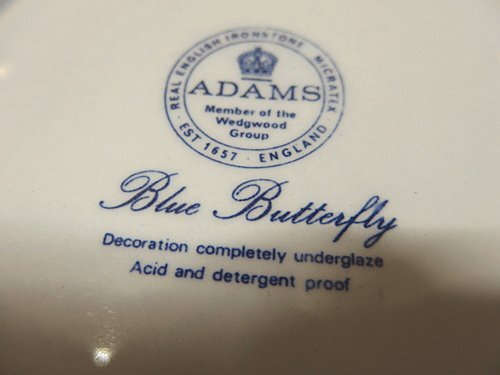 REAL ENGLISH IRONSTONE MICRATEX
ADAMS
Member of the
Wedgwood
Group
· EST 1657 · ENGLAND ·
Blue Butterfly
Decoration completely underglaze
Acid and detergent proof